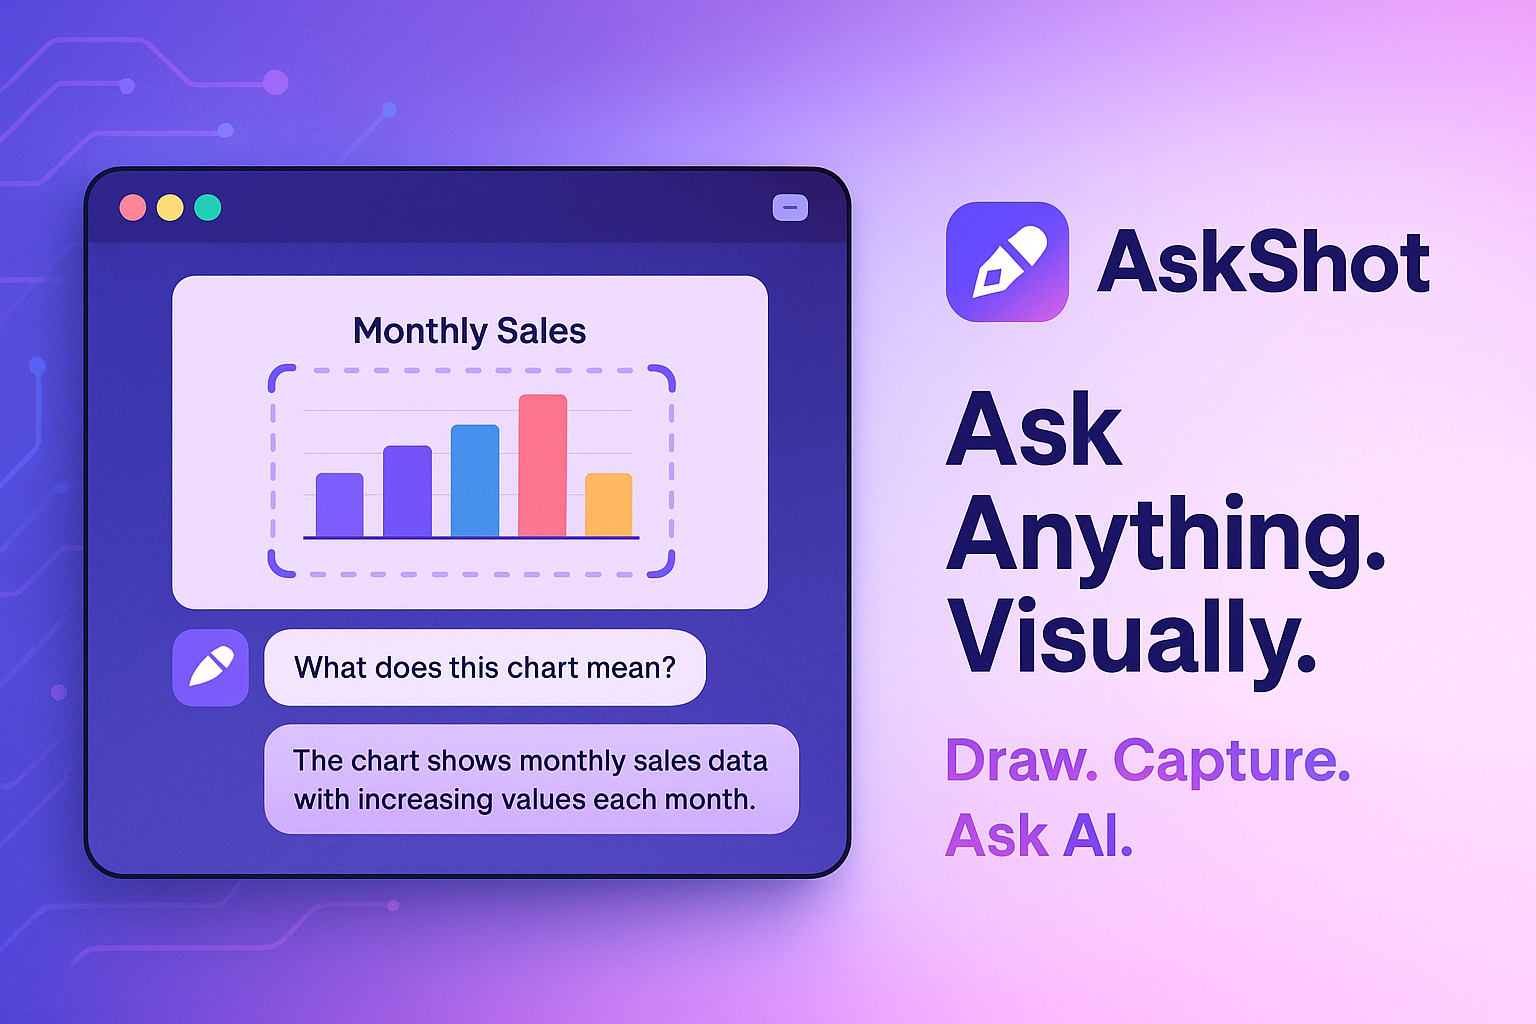 Monthly Sales
What does this chart mean?
The chart shows monthly sales data
with increasing values each month.
AskShot
Ask
Anything.
Visually.
Draw. Capture.
Ask AI.